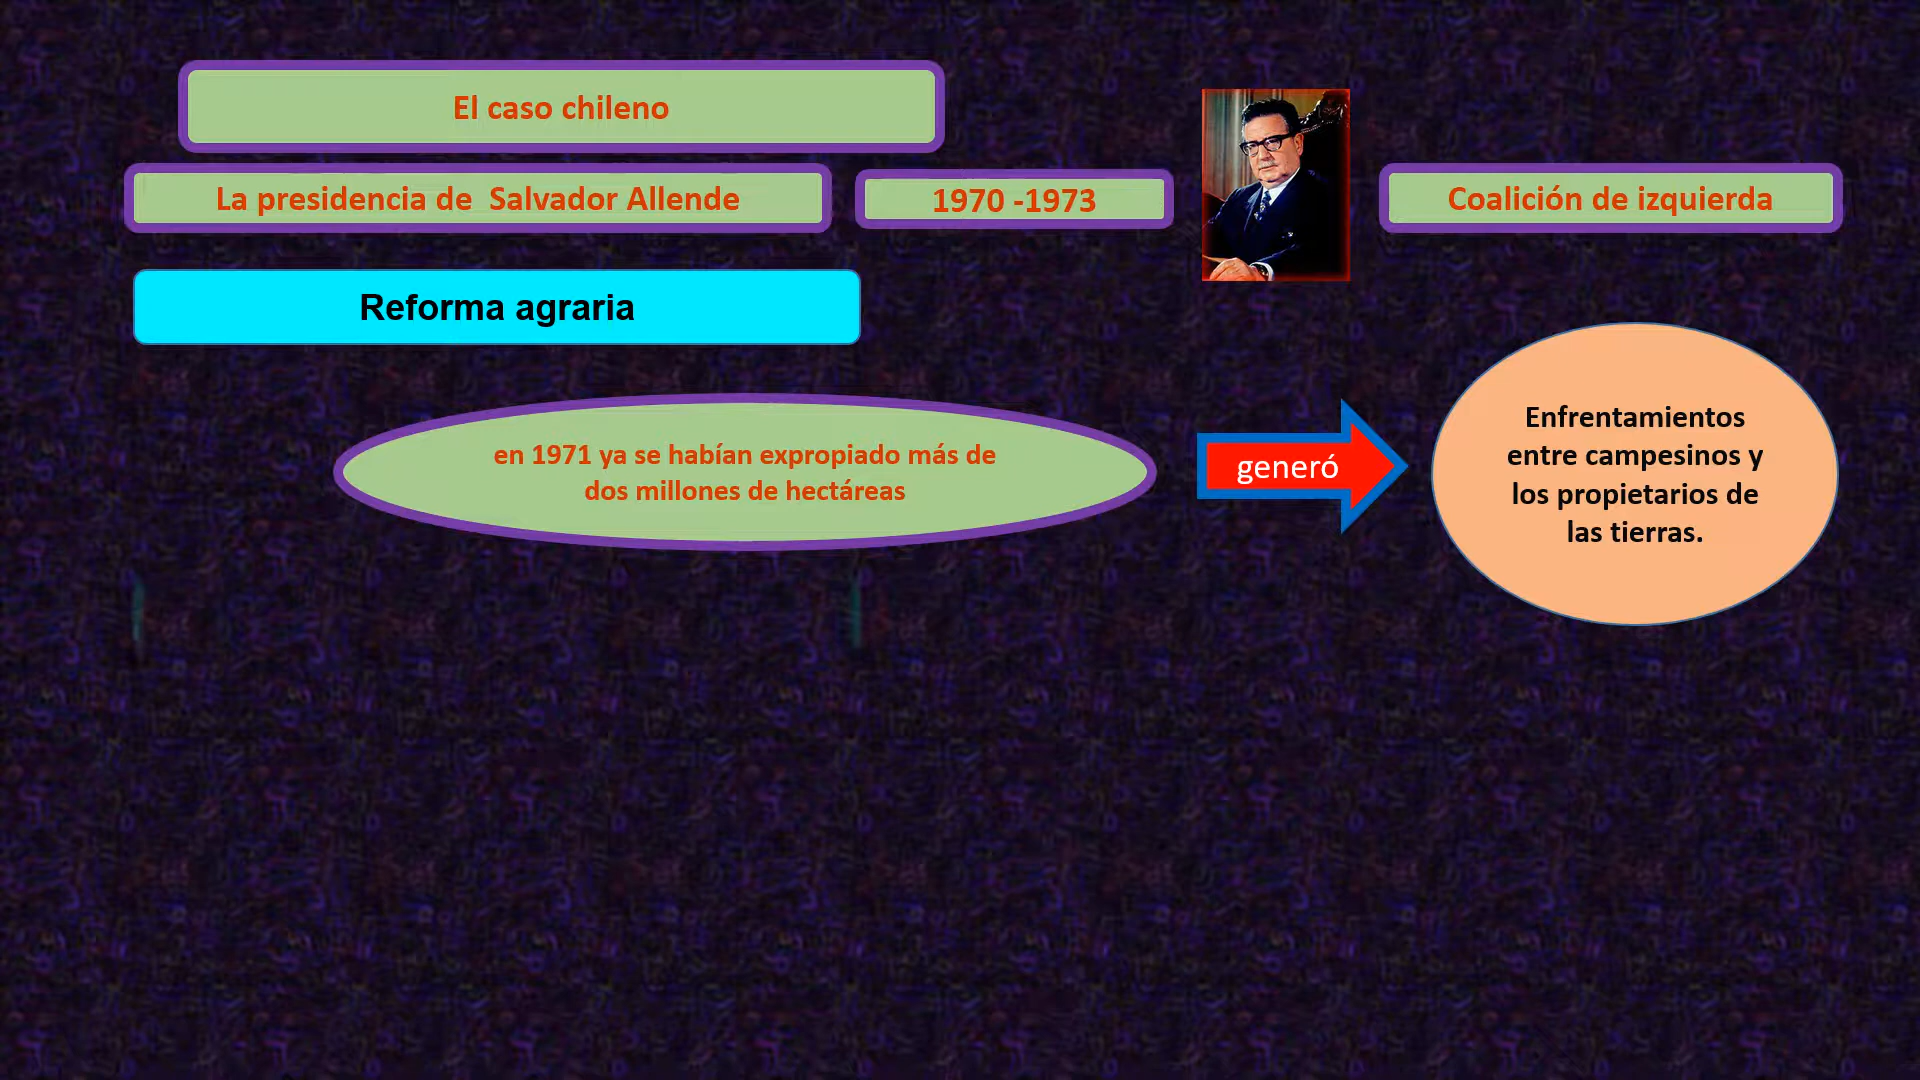 El caso chileno
La presidencia de  Salvador Allende
1970 -1973
Coalición de izquierda
Reforma agraria
en 1971 ya se habían expropiado más de
dos millones de hectáreas
generó
Enfrentamientos
entre campesinos y
los propietarios de
las tierras.